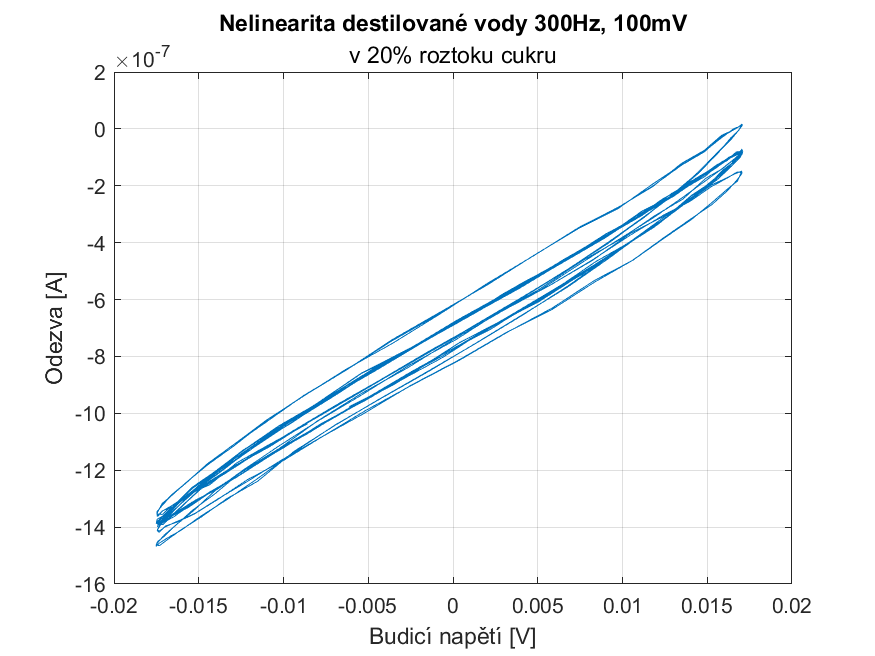 Nelinearita destilované vody 300Hz, 100mV
v 20% roztoku cukru
×10⁻⁷
2
0
-2
-4
-6
-8
-10
-12
-14
-16
Odezva [A]
-0.02 -0.015 -0.01 -0.005 0 0.005 0.01 0.015 0.02
Budicí napětí [V]